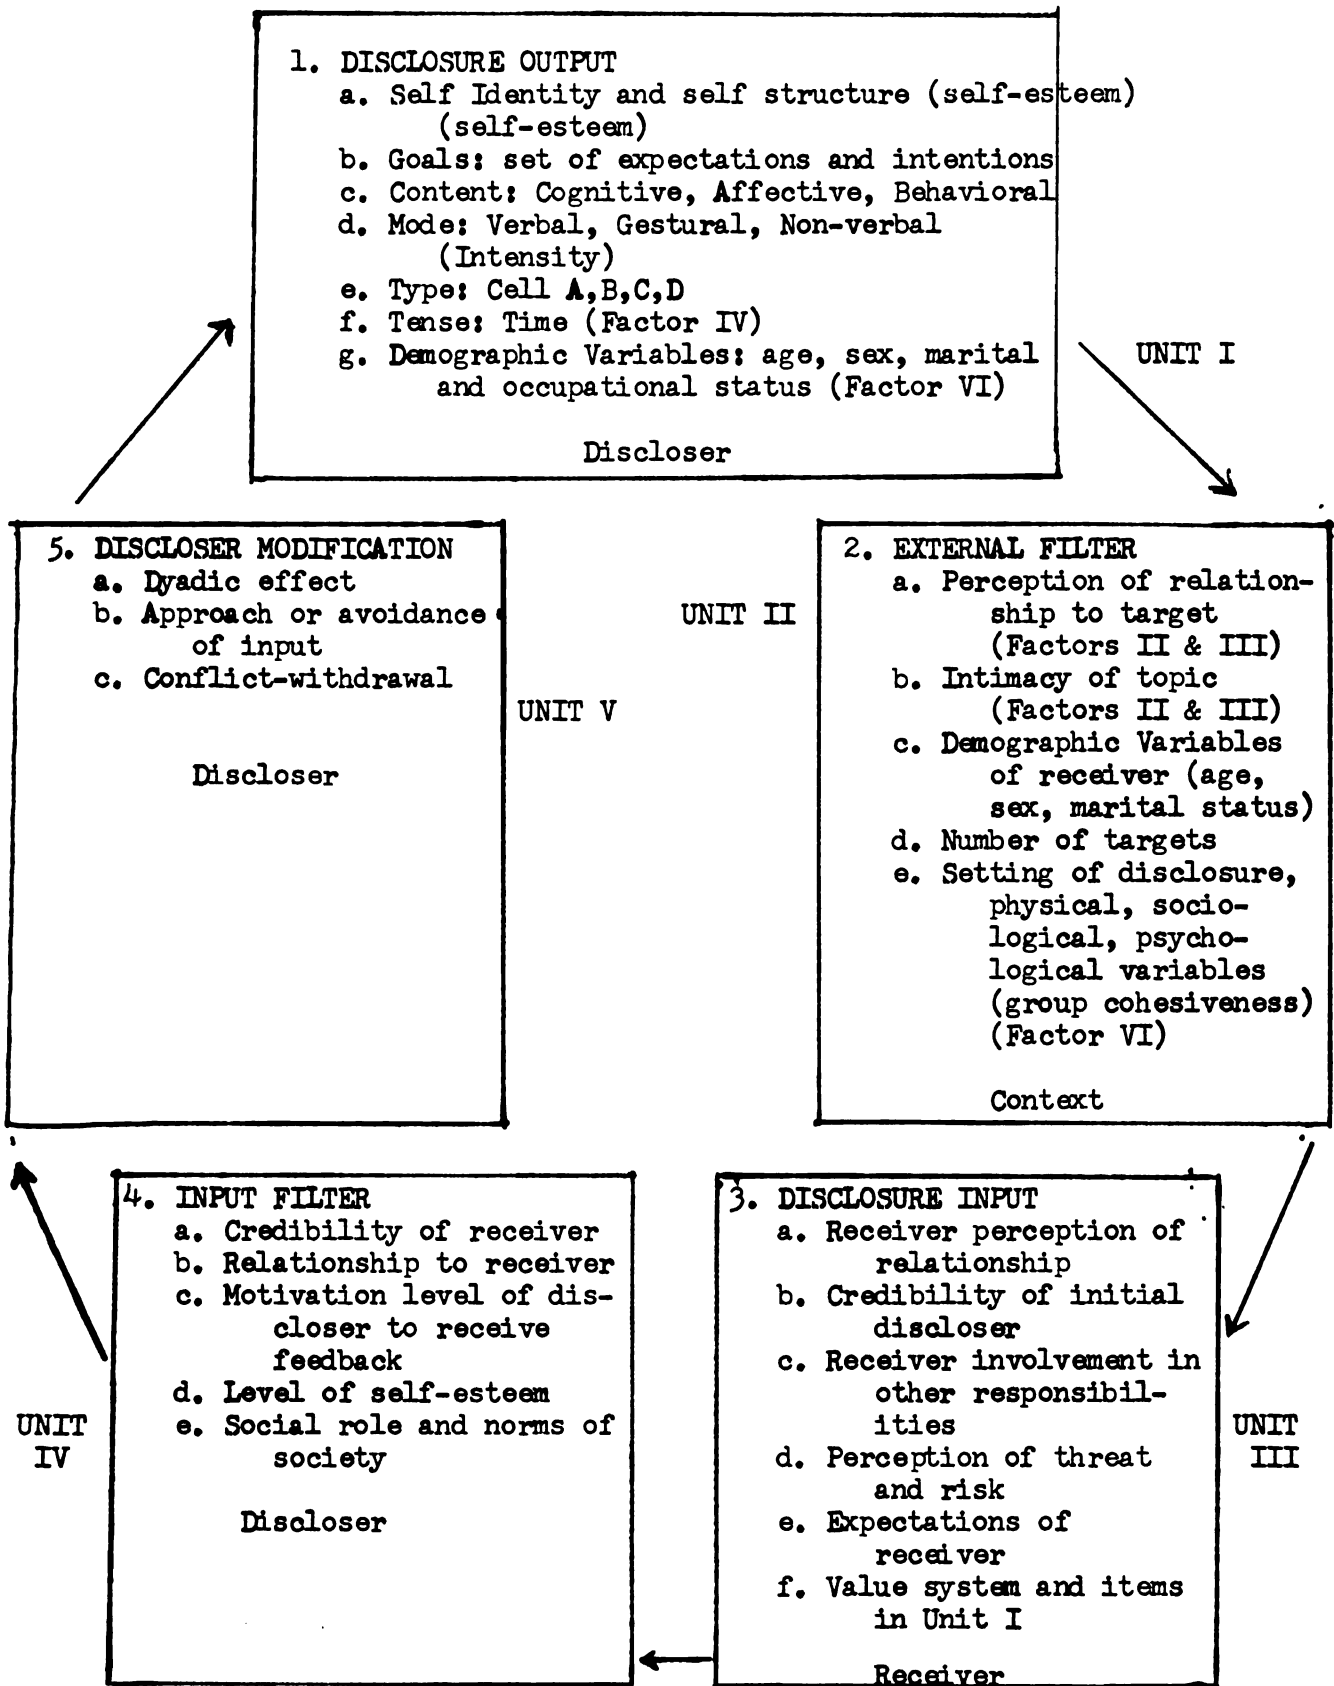 1. DISCLOSURE OUTPUT
a. Self Identity and self structure (self-esteem)
(self-esteem)
b. Goals: set of expectations and intentions
c. Content: Cognitive, Affective, Behavioral
d. Mode: Verbal, Gestural, Non-verbal
(Intensity)
e. Type: Cell A,B,C,D
f. Tense: Time (Factor IV)
g. Demographic Variables: age, sex, marital
and occupational status (Factor VI)
Discloser
UNIT I
2. EXTERNAL FILTER
a. Perception of relation-
ship to target
(Factors II & III)
b. Intimacy of topic
(Factors II & III)
c. Demographic Variables
of receiver (age,
sex, marital status)
d. Number of targets
e. Setting of disclosure,
physical, socio-
logical, psycho-
logical variables
(group cohesiveness)
(Factor VI)
Context
UNIT II
3. DISCLOSURE INPUT
a. Receiver perception of
relationship
b. Credibility of initial
discloser
c. Receiver involvement in
other responsibil-
ities
d. Perception of threat
and risk
e. Expectations of
receiver
f. Value system and items
in Unit I
Receiver
UNIT
III
4. INPUT FILTER
a. Credibility of receiver
b. Relationship to receiver
c. Motivation level of dis-
closer to receive
feedback
d. Level of self-esteem
e. Social role and norms of
society
Discloser
UNIT
IV
5. DISCLOSER MODIFICATION
a. Dyadic effect
b. Approach or avoidance
of input
c. Conflict-withdrawal
Discloser
UNIT V